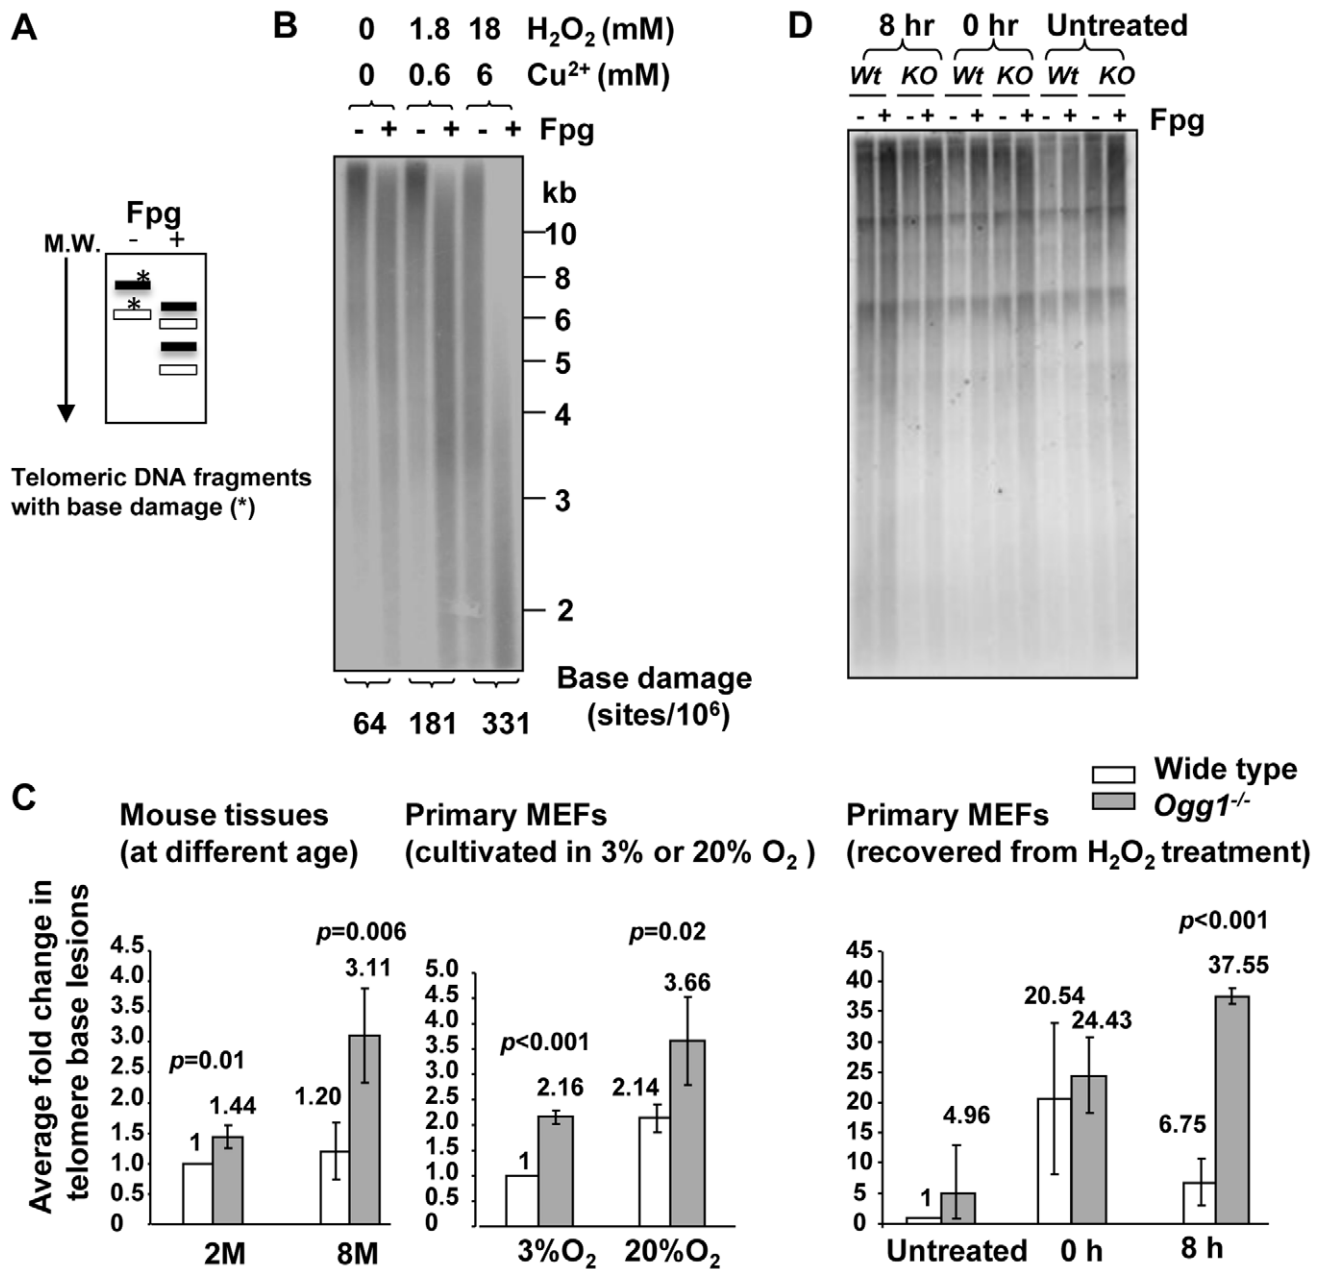 A
Fpg
- +
M.W.
*
*
Telomeric DNA fragments
with base damage (*)
B
0 1.8 18 H₂O₂ (mM)
0 0.6 6 Cu²⁺ (mM)
- + - + - + Fpg
kb
10
8
6
5
4
3
2
Base damage
(sites/10⁶)
64 181 331
D
8 hr 0 hr Untreated
Wt KO Wt KO Wt KO
- + - + - + - + - + - + Fpg
C
Wide type
Ogg1⁻/⁻
Average fold change in
telomere base lesions
Mouse tissues
(at different age)
4.5
4.0
3.5
3.0
2.5
2.0
1.5
1.0
0.5
0
p=0.01
1
1.44
p=0.006
1.20
3.11
2M 8M
Primary MEFs
(cultivated in 3% or 20% O₂ )
5.0
4.5
4.0
3.5
3.0
2.5
2.0
1.5
1.0
0.5
0
p<0.001
1
2.16
p=0.02
2.14
3.66
3%O₂ 20%O₂
Primary MEFs
(recovered from H₂O₂ treatment)
45
40
35
30
25
20
15
10
5
0
1
4.96
20.54
24.43
p<0.001
6.75
37.55
Untreated 0 h 8 h